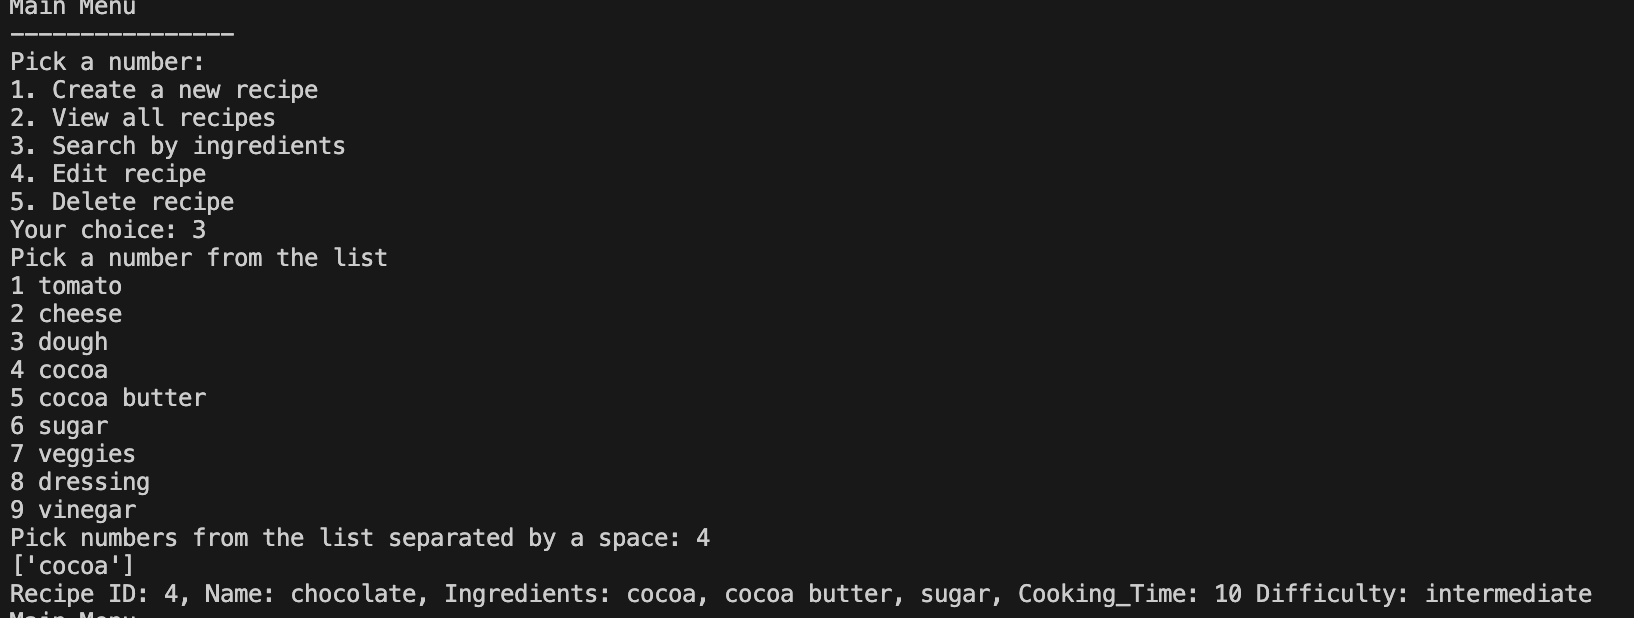 Main Menu
----------------
Pick a number:
1. Create a new recipe
2. View all recipes
3. Search by ingredients
4. Edit recipe
5. Delete recipe
Your choice: 3
Pick a number from the list
1 tomato
2 cheese
3 dough
4 cocoa
5 cocoa butter
6 sugar
7 veggies
8 dressing
9 vinegar
Pick numbers from the list separated by a space: 4
['cocoa']
Recipe ID: 4, Name: chocolate, Ingredients: cocoa, cocoa butter, sugar, Cooking_Time: 10 Difficulty: intermediate
Main Menu